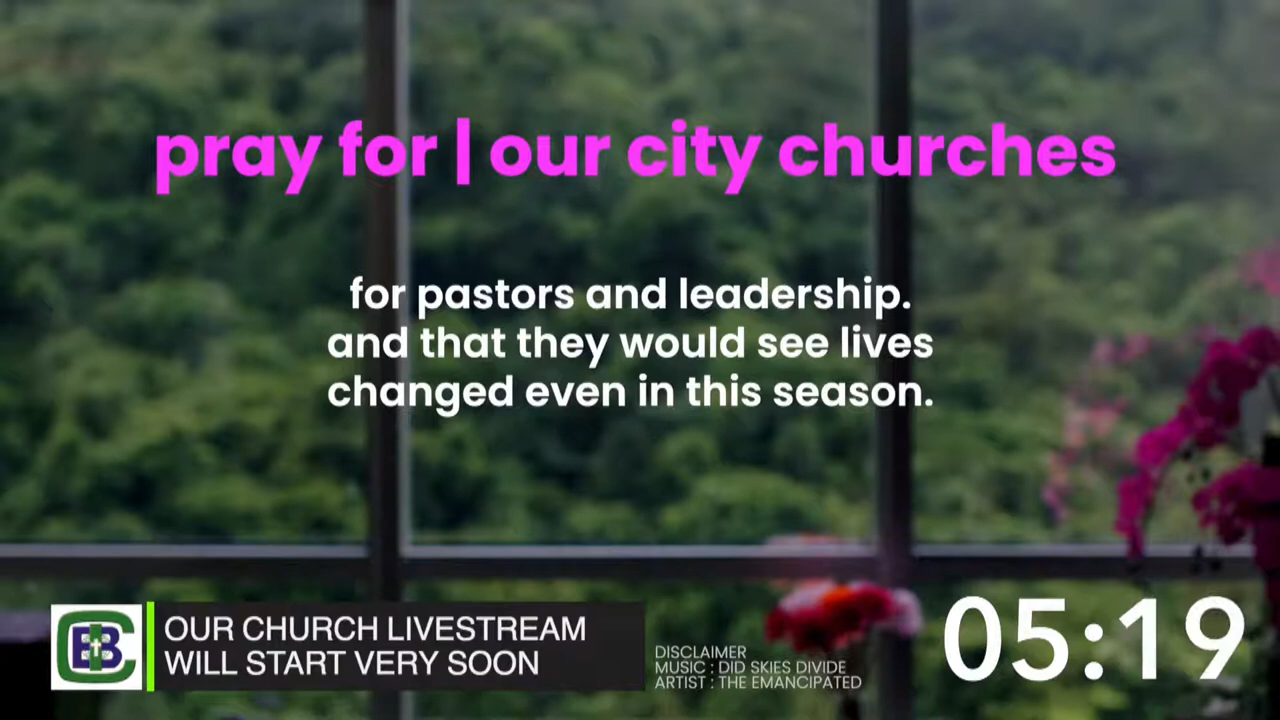 pray for | our city churches
for pastors and leadership.
and that they would see lives
changed even in this season.
OUR CHURCH LIVESTREAM
WILL START VERY SOON
DISCLAIMER
MUSIC : DID SKIES DIVIDE
ARTIST : THE EMANCIPATED
05:19